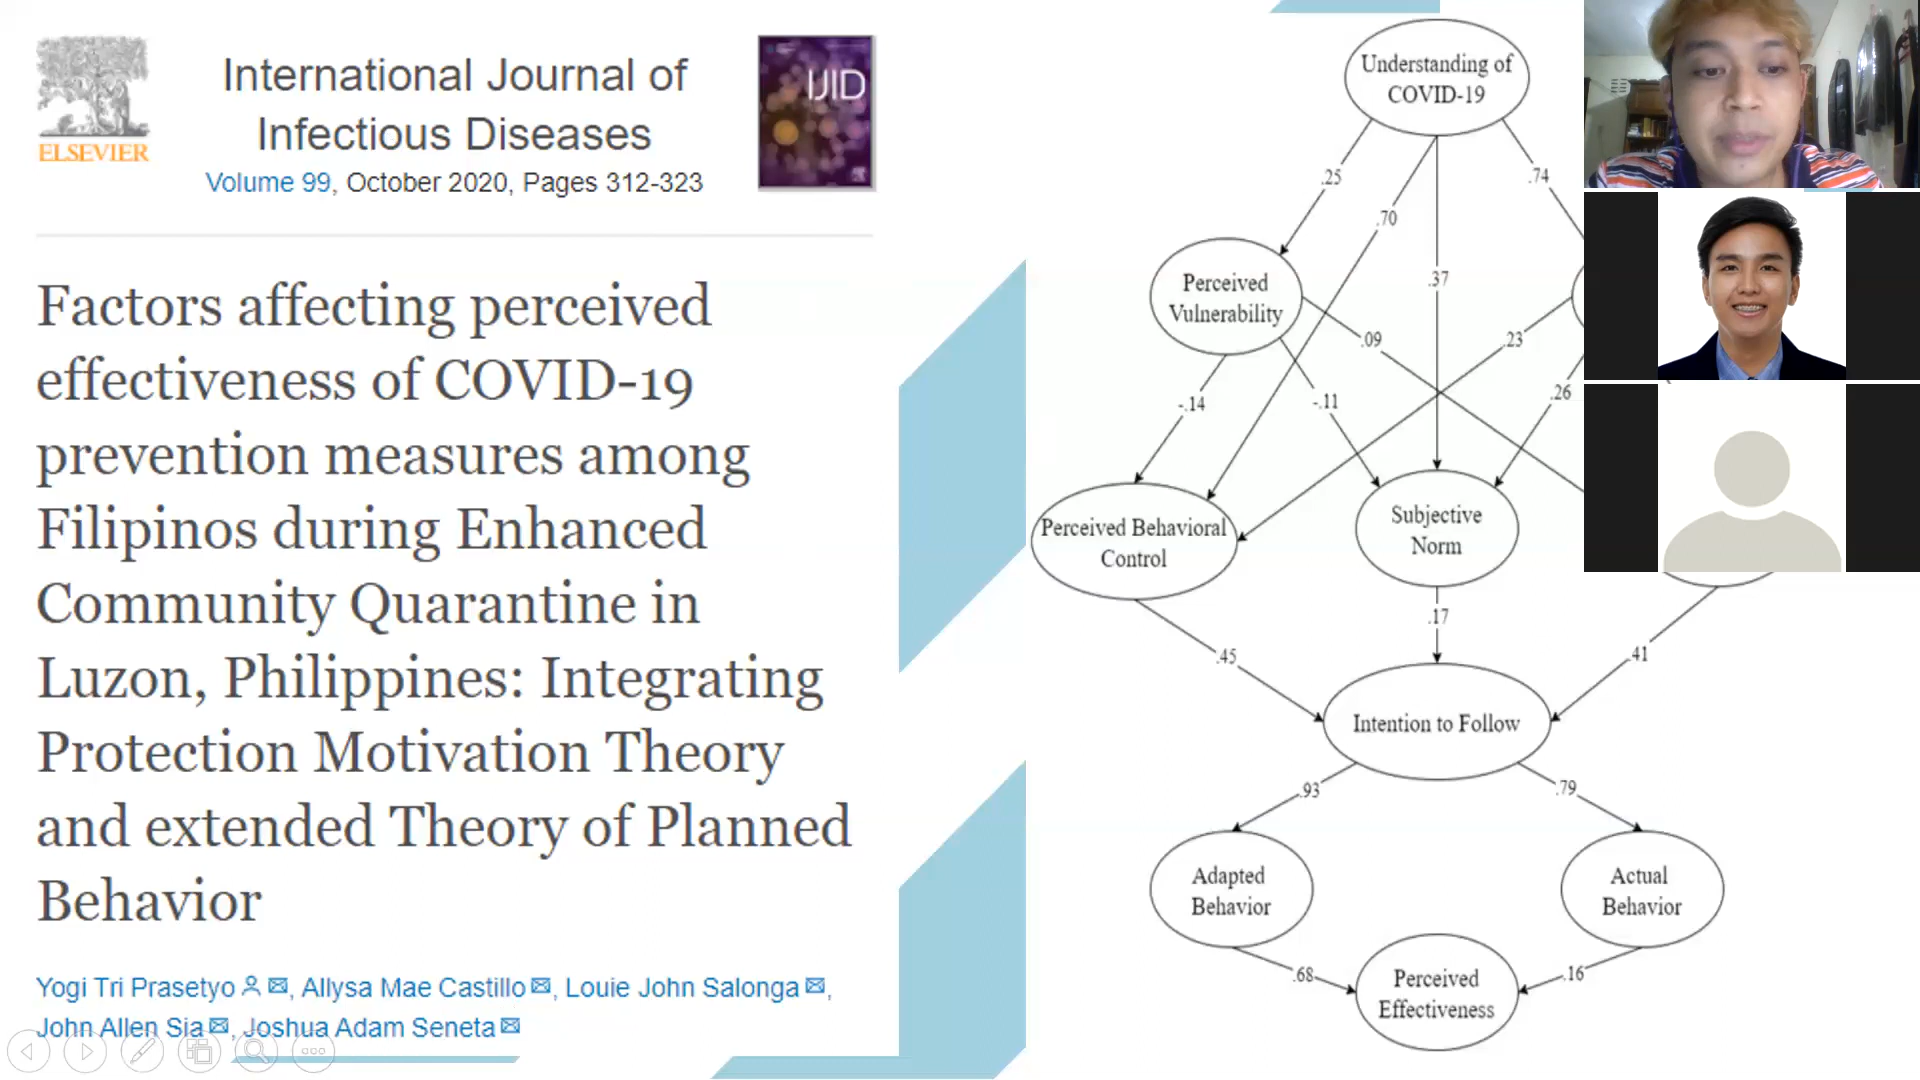 ELSEVIER
International Journal of
Infectious Diseases
Volume 99, October 2020, Pages 312-323
IJID
Factors affecting perceived
effectiveness of COVID-19
prevention measures among
Filipinos during Enhanced
Community Quarantine in
Luzon, Philippines: Integrating
Protection Motivation Theory
and extended Theory of Planned
Behavior
Yogi Tri Prasetyo, Allysa Mae Castillo, Louie John Salonga,
John Allen Sia, Joshua Adam Seneta
Understanding of
COVID-19
.25
.74
.70
.37
Perceived
Vulnerability
.09
.23
-.14
-.11
.26
Perceived Behavioral
Control
Subjective
Norm
.17
.45
.41
Intention to Follow
.93
.79
Adapted
Behavior
Actual
Behavior
.68
.16
Perceived
Effectiveness